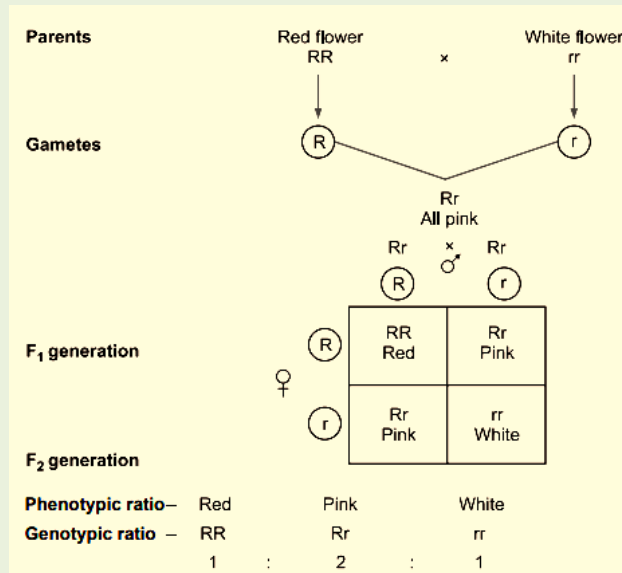 Parents Red flower White flower
RR × rr
Gametes R r
Rr
All pink
Rr × Rr
♂
R r
F₁ generation R RR Rr
Red Pink
♀
r Rr rr
Pink White
F₂ generation
Phenotypic ratio– Red Pink White
Genotypic ratio – RR Rr rr
1 : 2 : 1